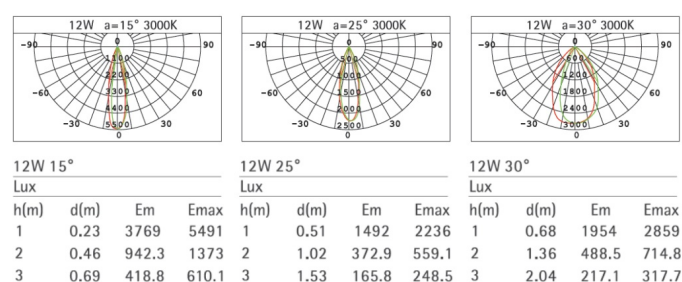 12W a=15° 3000K
-90 0 90
1100
2200
-60 3300 60
4400
-30 5500 30
0
12W a=25° 3000K
-90 0 90
500
1000
-60 1500 60
2000
-30 2500 30
0
12W a=30° 3000K
-90 0 90
600
1200
-60 1800 60
2400
-30 3000 30
0
12W 15°
Lux
h(m) d(m) Em Emax
1 0.23 3769 5491
2 0.46 942.3 1373
3 0.69 418.8 610.1
12W 25°
Lux
h(m) d(m) Em Emax
1 0.51 1492 2236
2 1.02 372.9 559.1
3 1.53 165.8 248.5
12W 30°
Lux
h(m) d(m) Em Emax
1 0.68 1954 2859
2 1.36 488.5 714.8
3 2.04 217.1 317.7